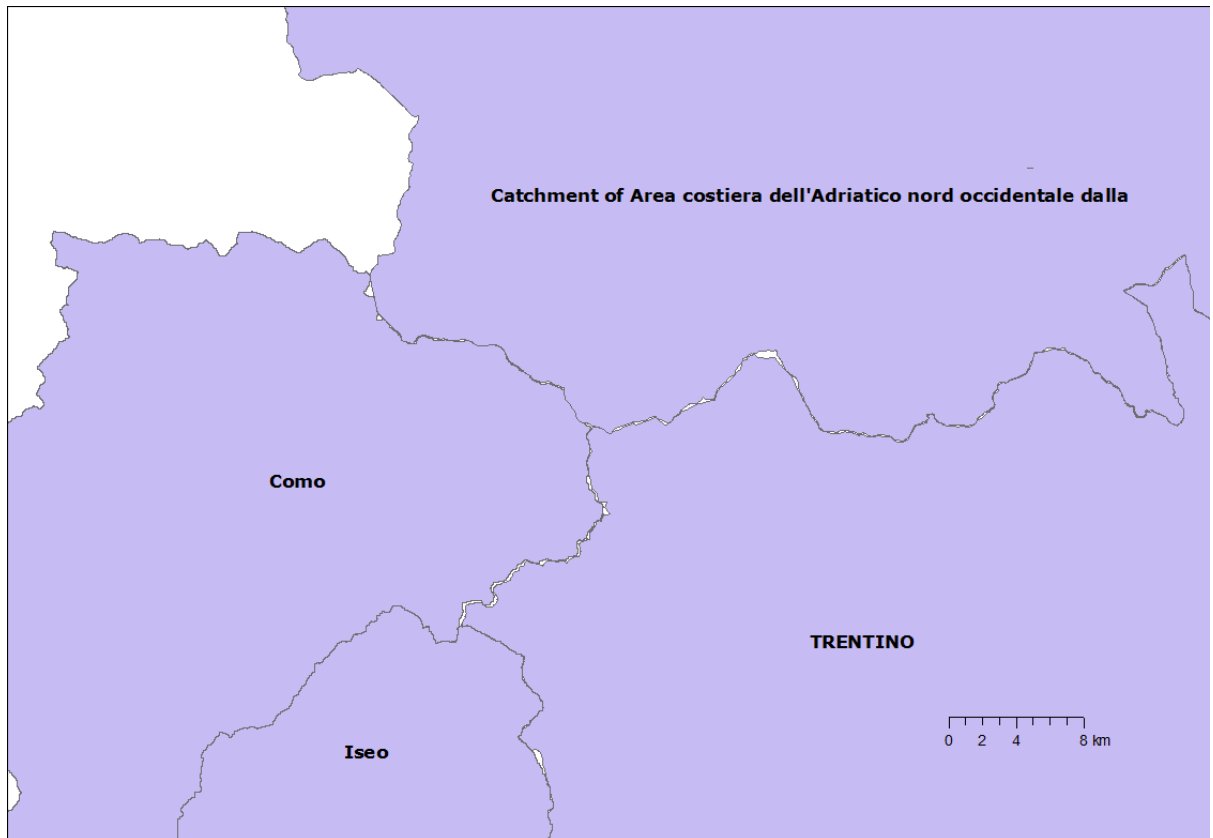 Catchment of Area costiera dell'Adriatico nord occidentale dalla
Como
TRENTINO
Iseo
0 2 4 8 km